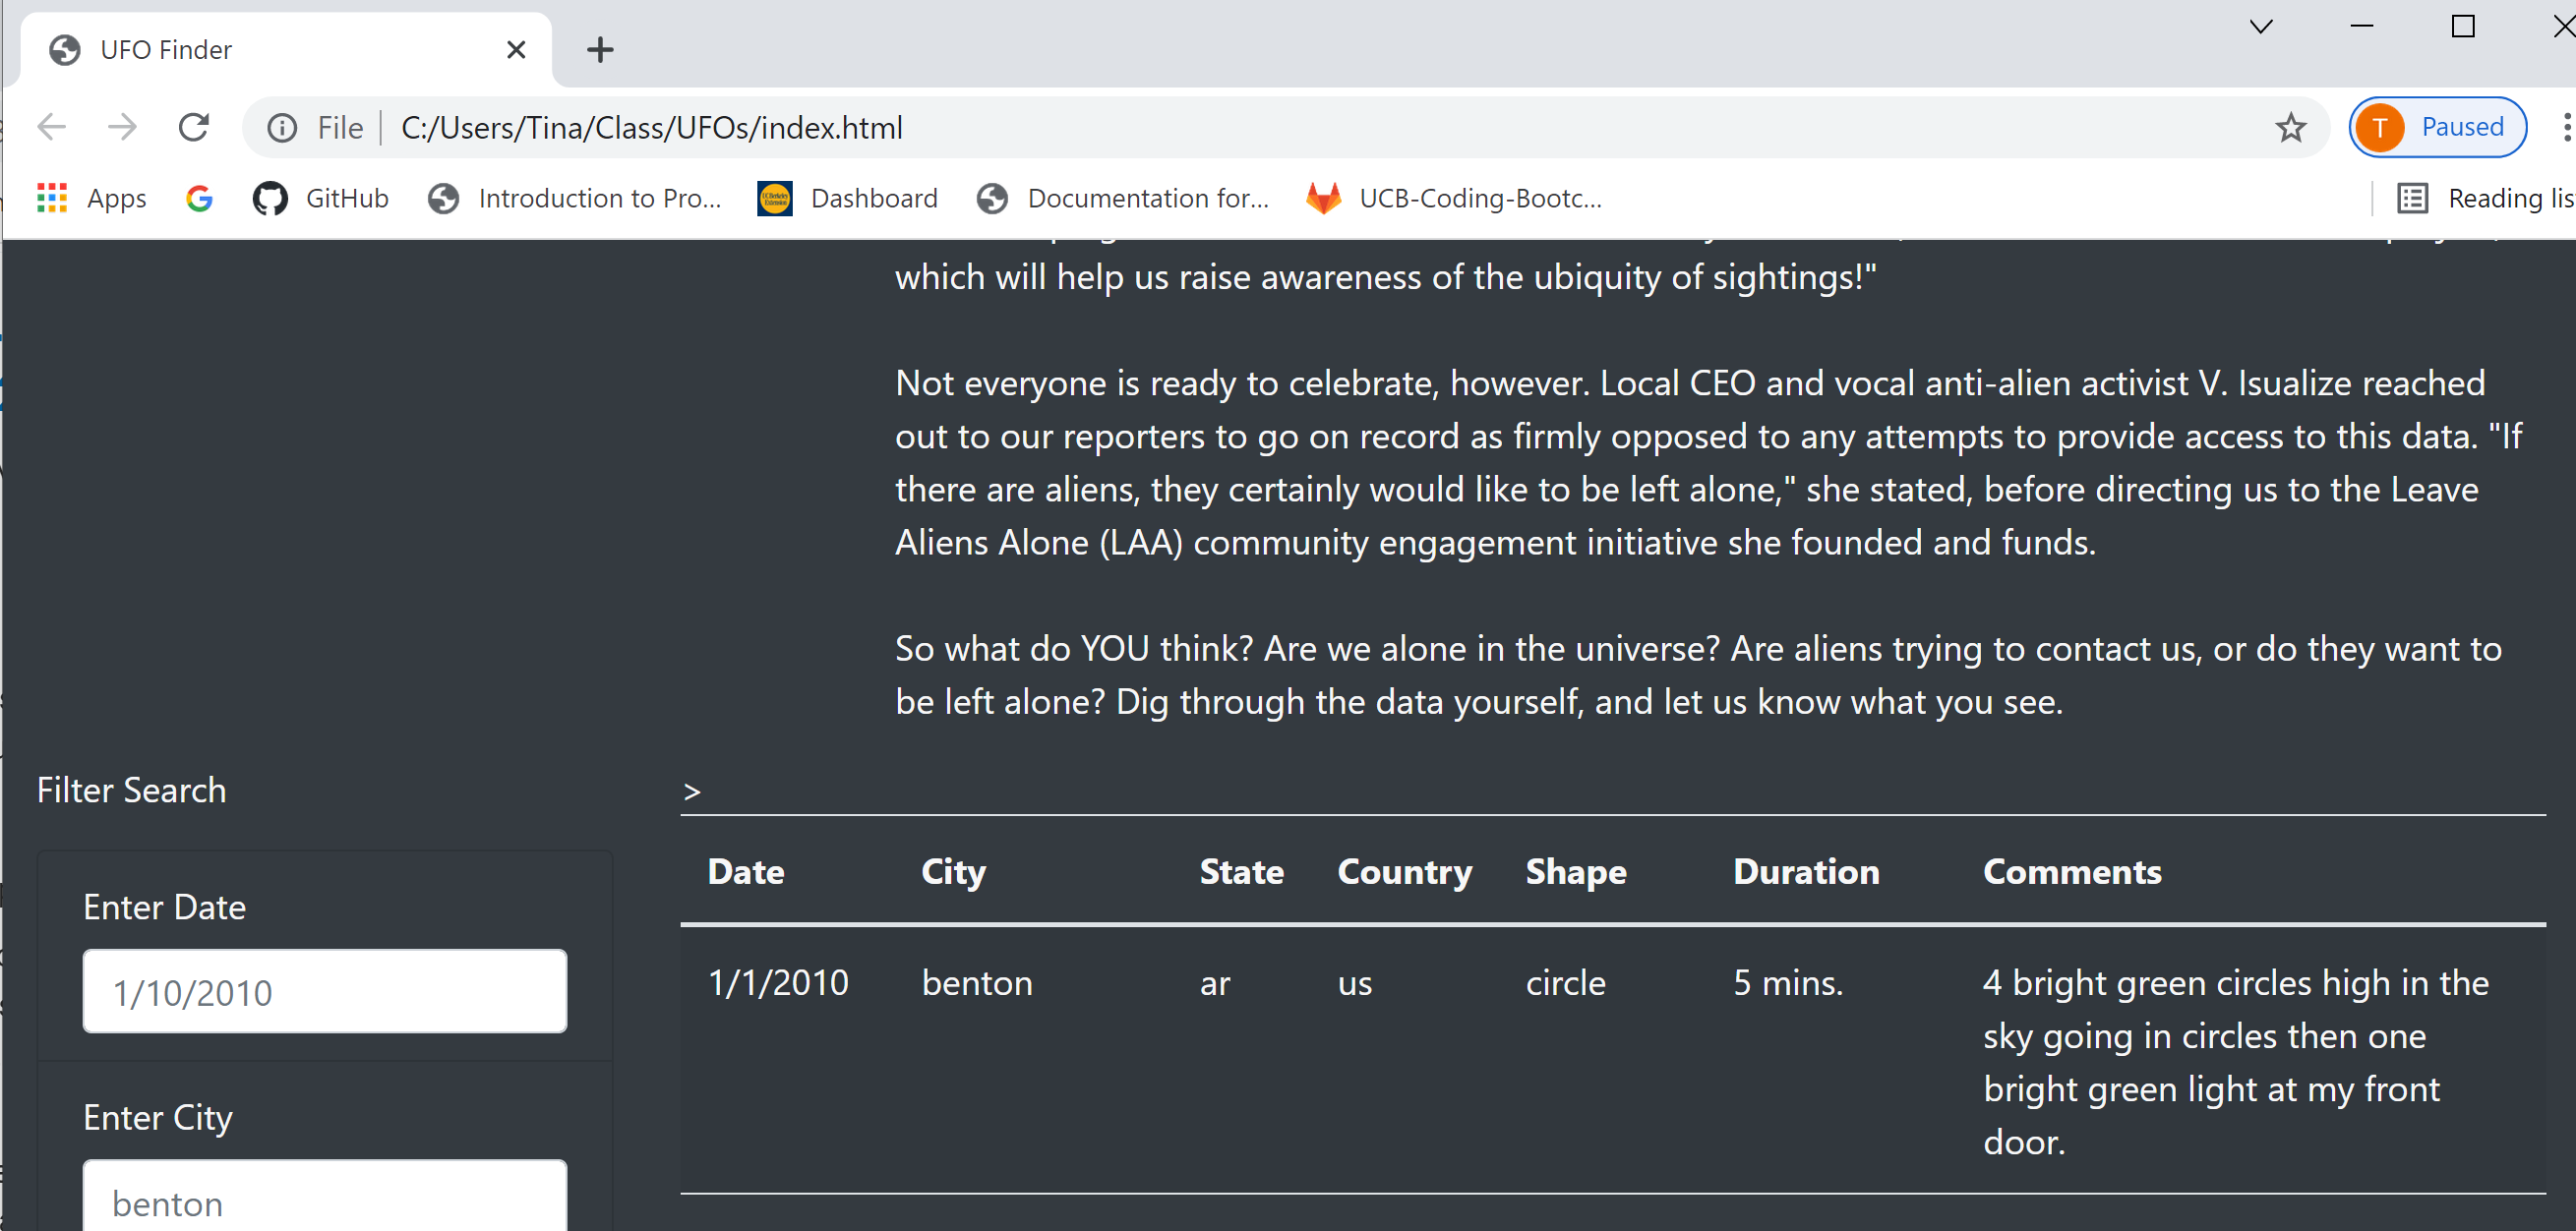 UFO Finder
File
C:/Users/Tina/Class/UFOs/index.html
T
Paused
Apps
GitHub
Introduction to Pro...
Dashboard
Documentation for...
UCB-Coding-Bootc...
Reading lis
which will help us raise awareness of the ubiquity of sightings!"
Not everyone is ready to celebrate, however. Local CEO and vocal anti-alien activist V. Isualize reached
out to our reporters to go on record as firmly opposed to any attempts to provide access to this data. "If
there are aliens, they certainly would like to be left alone," she stated, before directing us to the Leave
Aliens Alone (LAA) community engagement initiative she founded and funds.
So what do YOU think? Are we alone in the universe? Are aliens trying to contact us, or do they want to
be left alone? Dig through the data yourself, and let us know what you see.
Filter Search
Enter Date
1/10/2010
Enter City
benton
>
Date City State Country Shape Duration Comments
1/1/2010 benton ar us circle 5 mins. 4 bright green circles high in the
sky going in circles then one
bright green light at my front
door.